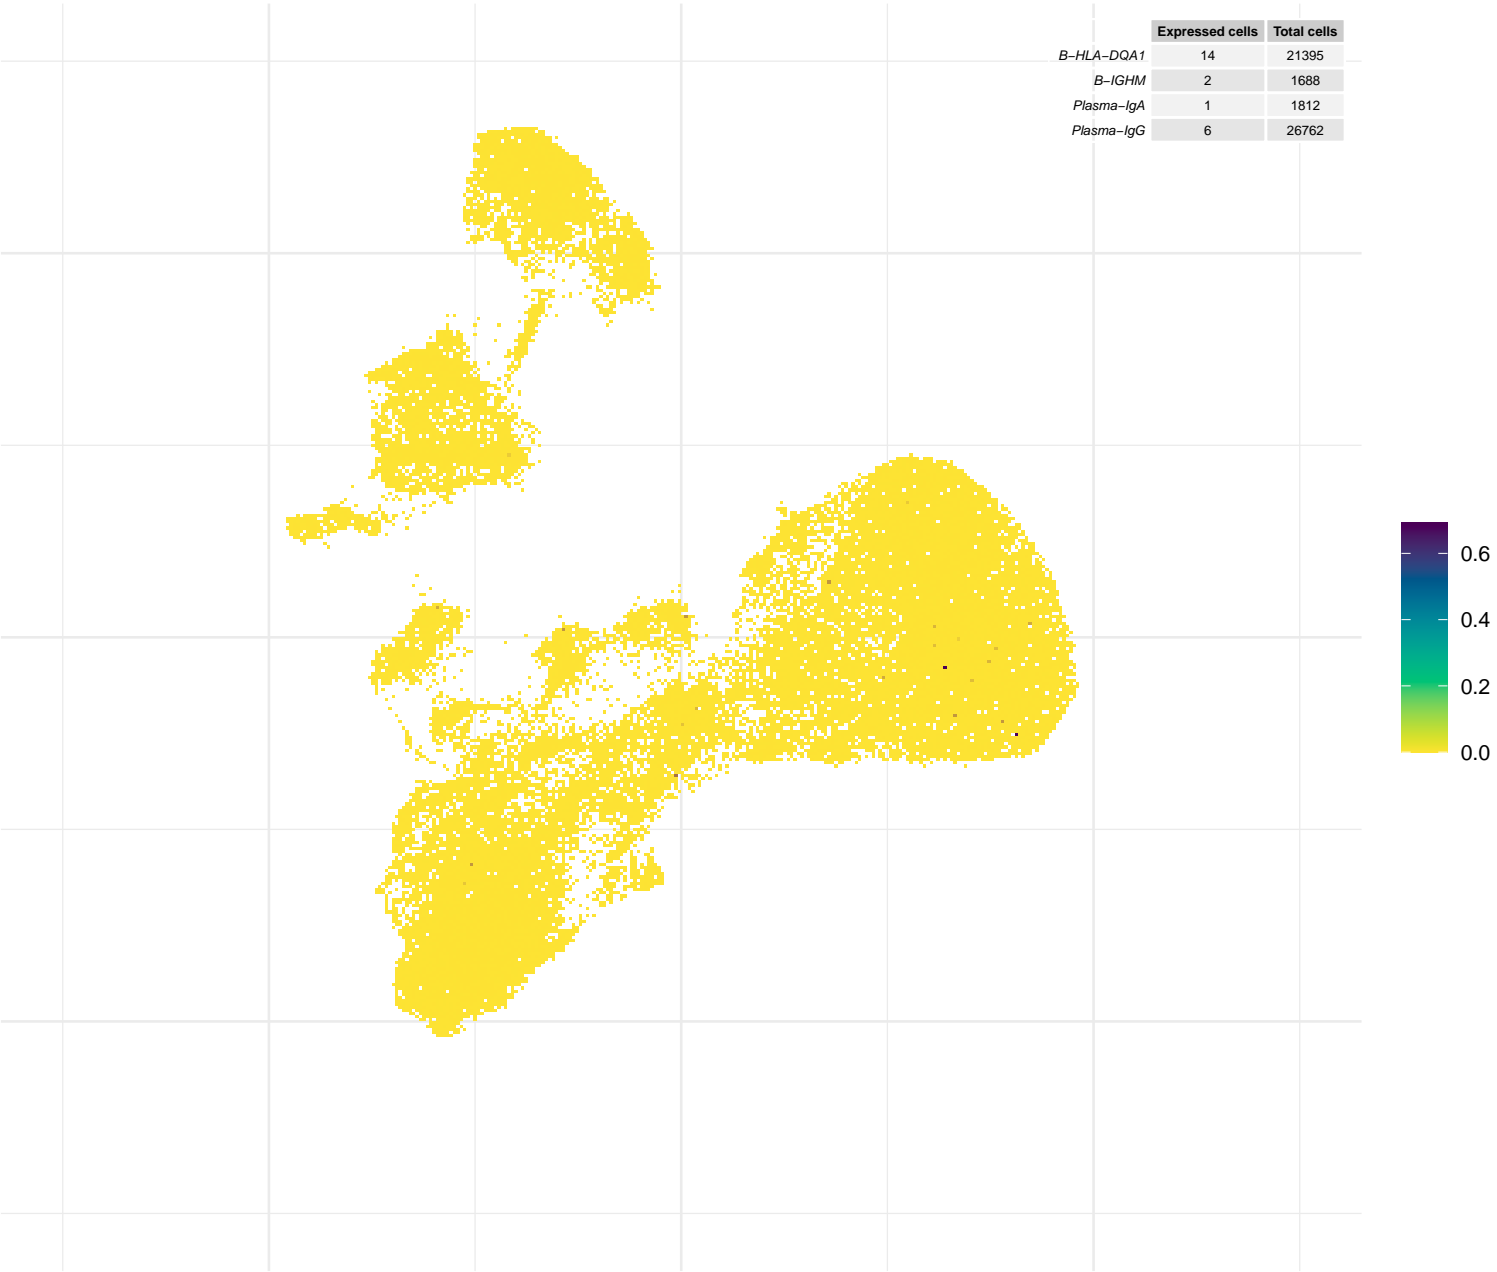 Expressed cells Total cells
B-HLA-DQA1 14 21395
B-IGHM 2 1688
Plasma-IgA 1 1812
Plasma-IgG 6 26762
0.6
0.4
0.2
0.0